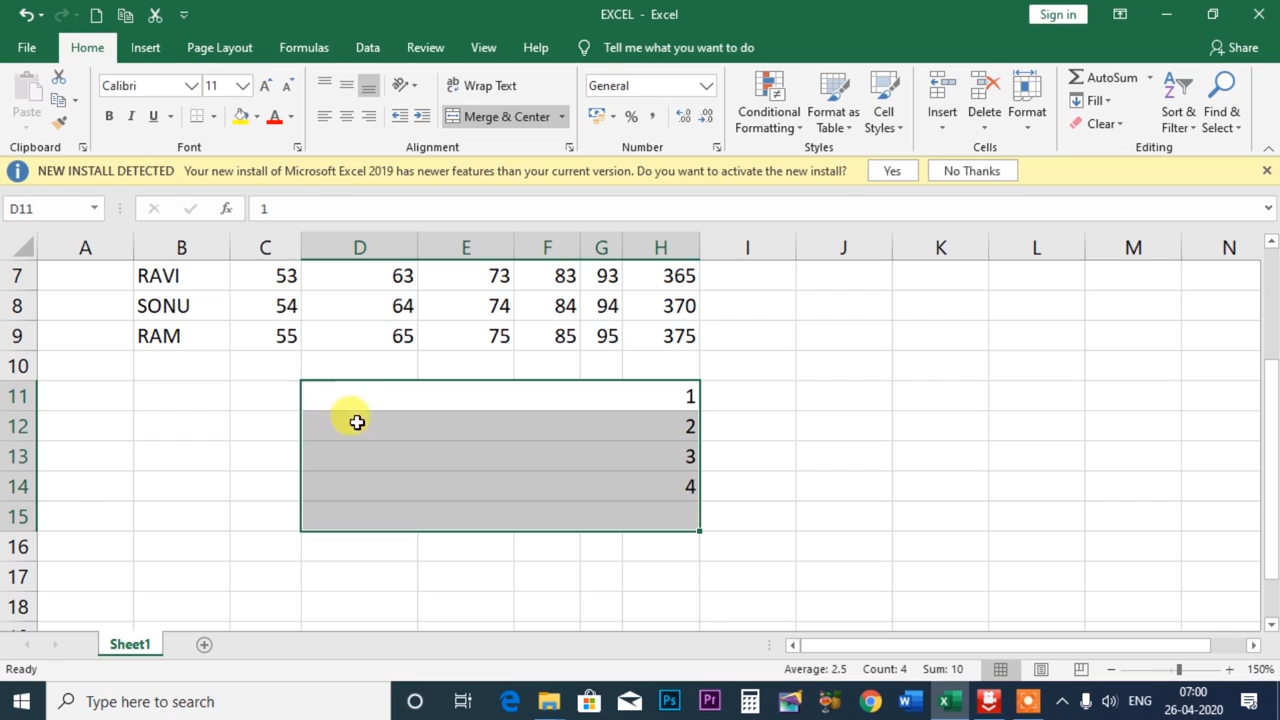 EXCEL - Excel
Sign in
File Home Insert Page Layout Formulas Data Review View Help Tell me what you want to do Share
Paste
Clipboard
Calibri 11
A A
B I U A
Font
Wrap Text
Merge & Center
Alignment
General
%
Number
Conditional Formatting
Format as Table
Cell Styles
Styles
Insert Delete Format
Cells
AutoSum
Fill
Clear
Sort & Filter
Find & Select
Editing
NEW INSTALL DETECTED Your new install of Microsoft Excel 2019 has newer features than your current version. Do you want to activate the new install? Yes No Thanks
D11 fx 1
A B C D E F G H I J K L M N
7 RAVI 53 63 73 83 93 365
8 SONU 54 64 74 84 94 370
9 RAM 55 65 75 85 95 375
10
11 1
12 2
13 3
14 4
15
16
17
18
Sheet1
Ready Average: 2.5 Count: 4 Sum: 10 150%
Type here to search
Ps Pr
ENG
07:00
26-04-2020